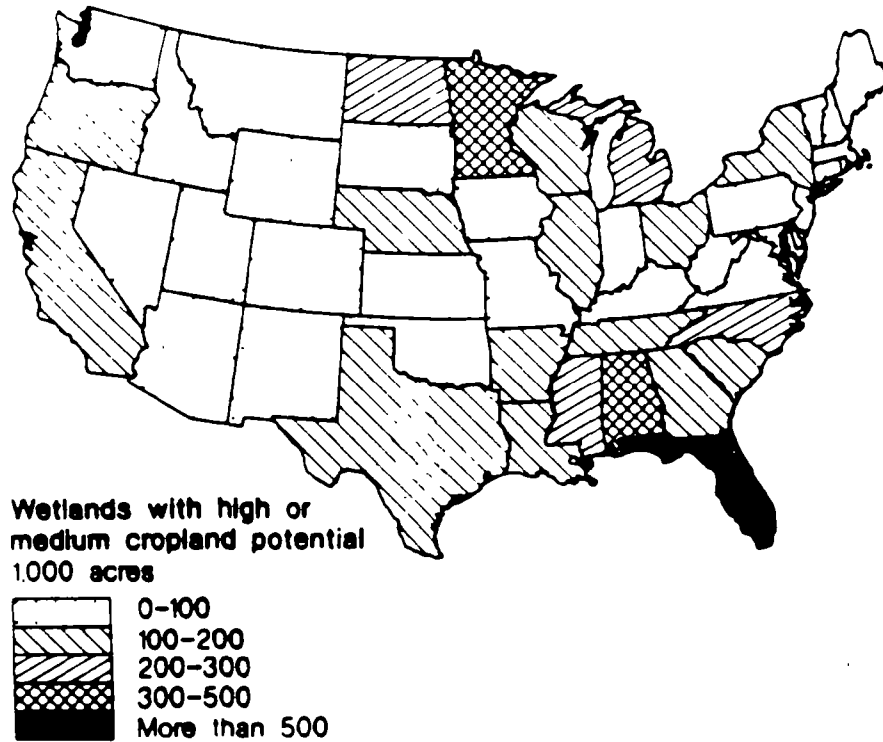 Wetlands with high or
medium cropland potential
1.000 acres
0-100
100-200
200-300
300-500
More than 500